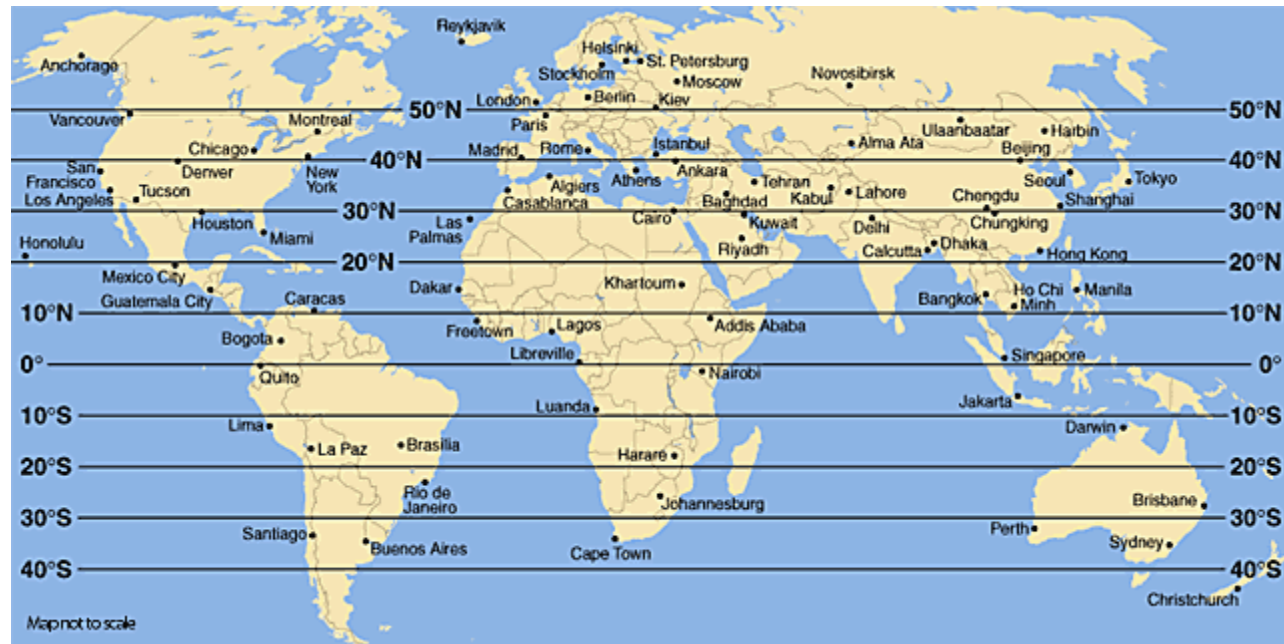 Reykjavik
Helsinki
St. Petersburg
Anchorage
Stockholm
Moscow
Novosibirsk
London
Berlin
Kiev
50°N
50°N
50°N
Vancouver
Montreal
Paris
Ulaanbaatar
Harbin
Chicago
Madrid
Rome
Istanbul
Alma Ata
Beijing
40°N
40°N
40°N
San
Francisco
Denver
New
York
Athens
Ankara
Tehran
Kabul
Lahore
Seoul
Tokyo
Los Angeles
Tucson
Algiers
Casablanca
Baghdad
Chengdu
Shanghai
30°N
30°N
30°N
Houston
Miami
Las
Palmas
Cairo
Kuwait
Delhi
Chungking
Honolulu
Riyadh
Calcutta
Dhaka
Hong Kong
20°N
20°N
20°N
Mexico City
Guatemala City
Caracas
Dakar
Khartoum
Bangkok
Ho Chi
Minh
Manila
10°N
10°N
10°N
Bogota
Freetown
Lagos
Addis Ababa
Libreville
Singapore
0°
0°
Quito
Nairobi
Luanda
Jakarta
10°S
10°S
Lima
Darwin
La Paz
Brasilia
Harare
20°S
20°S
Rio de
Janeiro
Johannesburg
Brisbane
30°S
30°S
Santiago
Buenos Aires
Cape Town
Perth
Sydney
40°S
40°S
Christchurch
Map not to scale